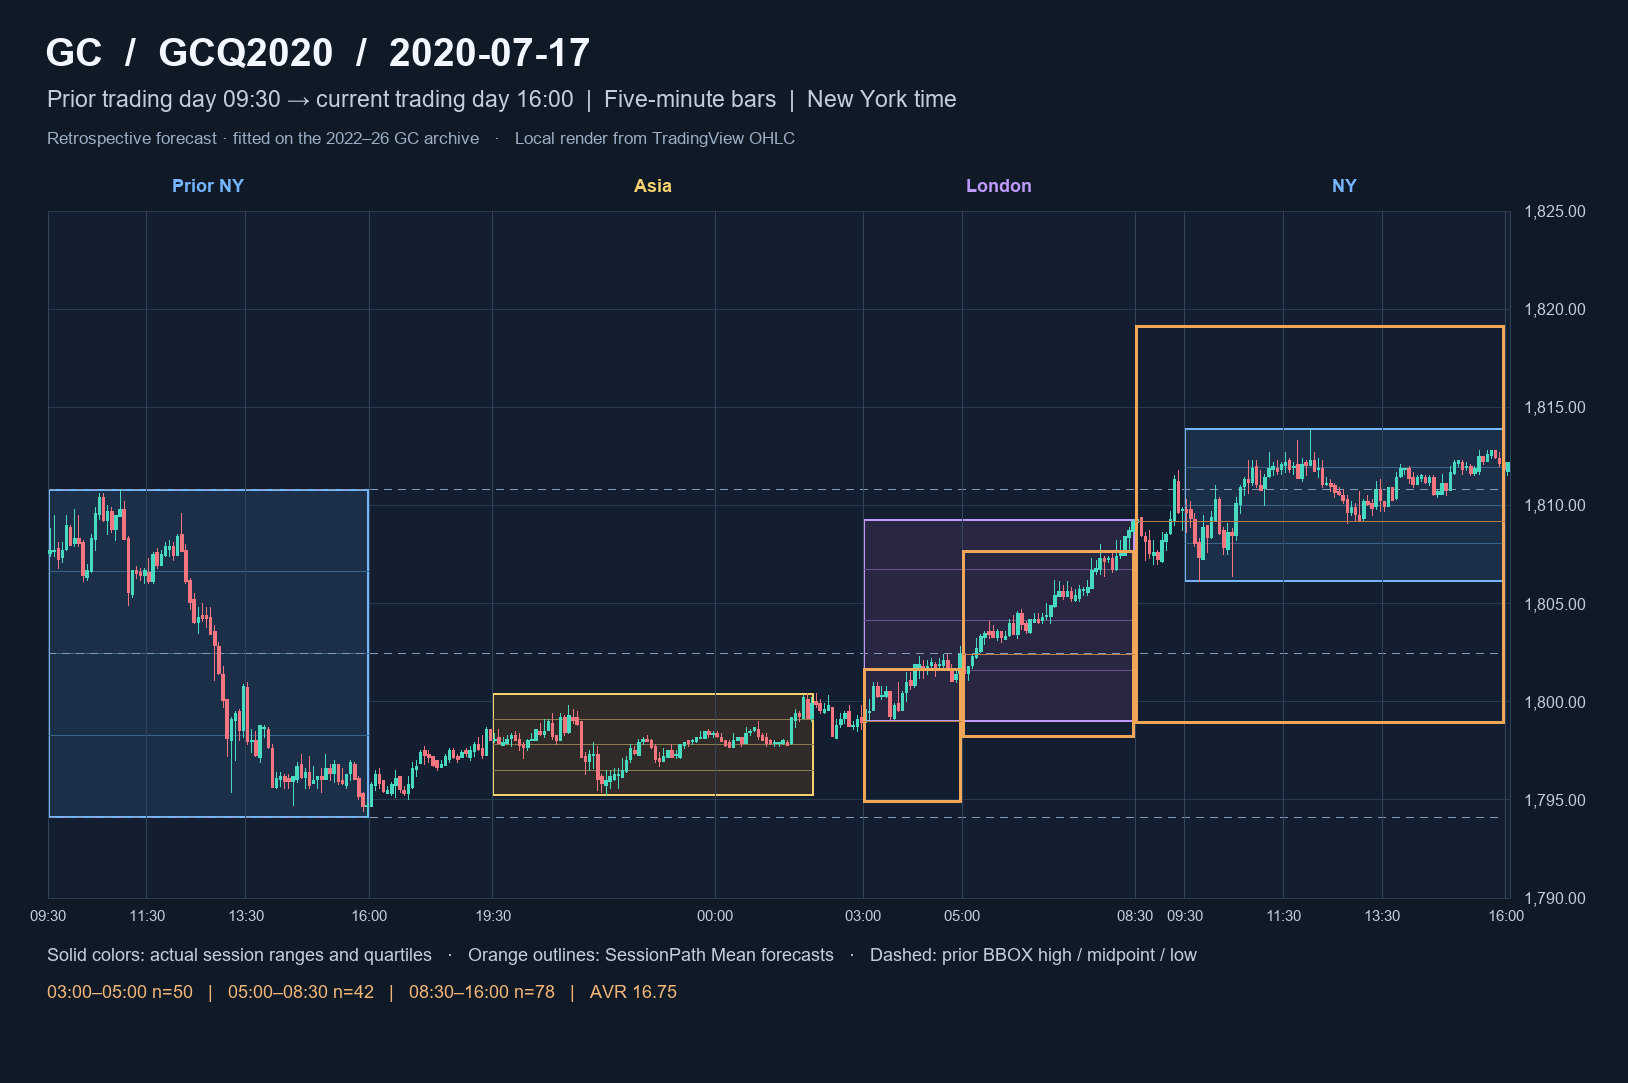 GC / GCQ2020 / 2020-07-17
Prior trading day 09:30 → current trading day 16:00 | Five-minute bars | New York time
Retrospective forecast · fitted on the 2022–26 GC archive · Local render from TradingView OHLC
Prior NY Asia London NY
1,825.00
1,820.00
1,815.00
1,810.00
1,805.00
1,800.00
1,795.00
1,790.00
09:30 11:30 13:30 16:00 19:30 00:00 03:00 05:00 08:30 09:30 11:30 13:30 16:00
Solid colors: actual session ranges and quartiles · Orange outlines: SessionPath Mean forecasts · Dashed: prior BBOX high / midpoint / low
03:00–05:00 n=50 | 05:00–08:30 n=42 | 08:30–16:00 n=78 | AVR 16.75